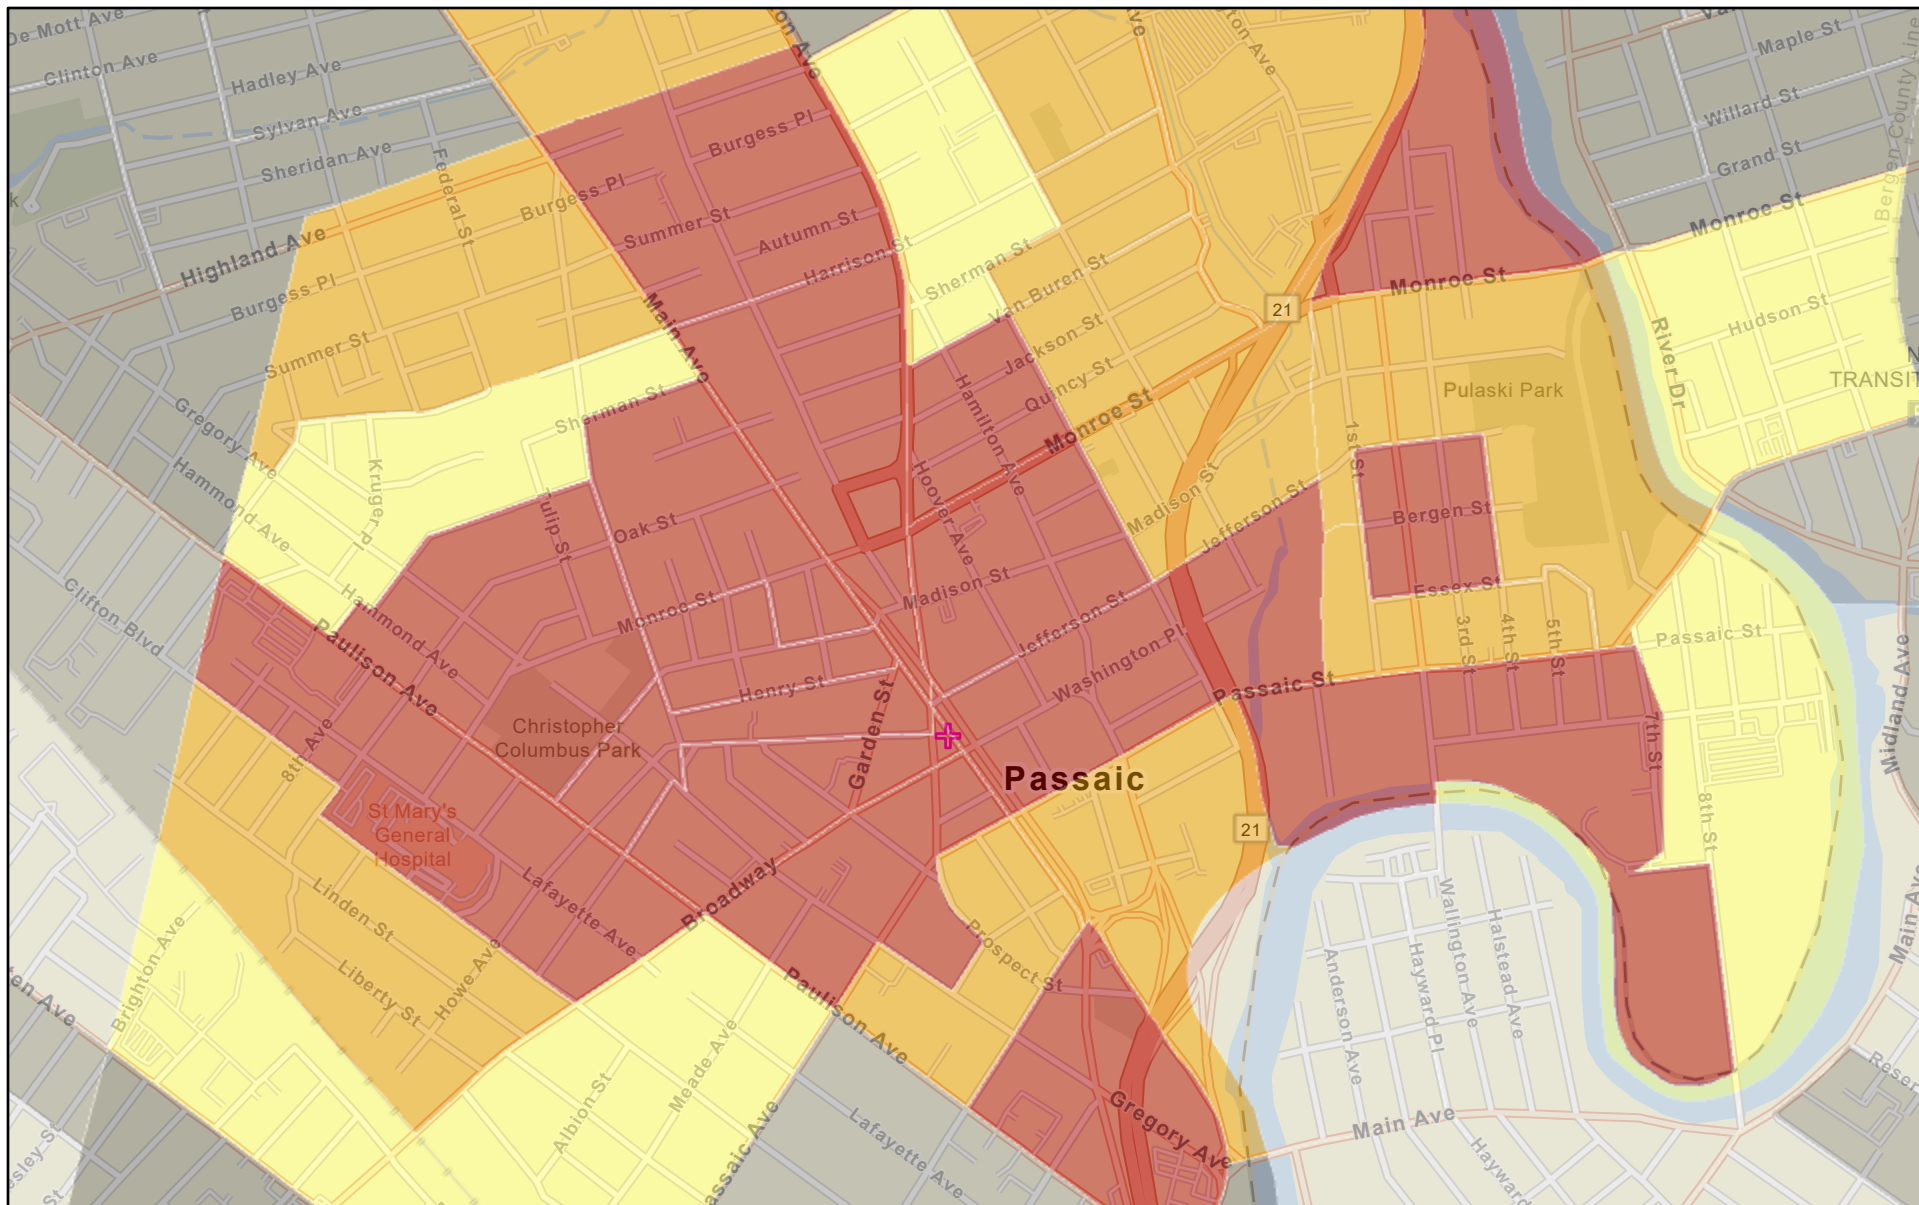 De Mott Ave
Clinton Ave
Hadley Ave
Sylvan Ave
Sheridan Ave
Federal St
Highland Ave
Burgess Pl
Burgess Pl
Burgess Pl
Summer St
Summer St
Autumn St
Harrison St
Sherman St
Van Buren St
Jackson St
Quincy St
Monroe St
Hamilton Ave
Hoover Ave
Main Ave
Sherman St
Gregory Ave
Hammond Ave
Kruger Pl
Tulip St
Oak St
Monroe St
Madison St
Madison St
Jefferson St
Jefferson St
Washington Pl
Passaic St
Henry St
Garden St
Clifton Blvd
Hammond Ave
Paulison Ave
8th Ave
Christopher
Columbus Park
St Mary's
General
Hospital
Lafayette Ave
Broadway
Passaic
Linden St
Liberty St
Howe Ave
Brighton Ave
Albion St
Meade Ave
Paulison Ave
Prospect St
Lafayette Ave
Gregory Ave
21
21
Monroe St
Pulaski Park
1st St
Bergen St
Essex St
3rd St
4th St
5th St
7th St
8th St
Passaic St
River Dr
Hudson St
Monroe St
Maple St
Willard St
Grand St
Bergen County line
TRANSIT
Midland Ave
Main Ave
Main Ave
Wallington Ave
Halstead Ave
Hayward Pl
Anderson Ave
Hayward
Reser